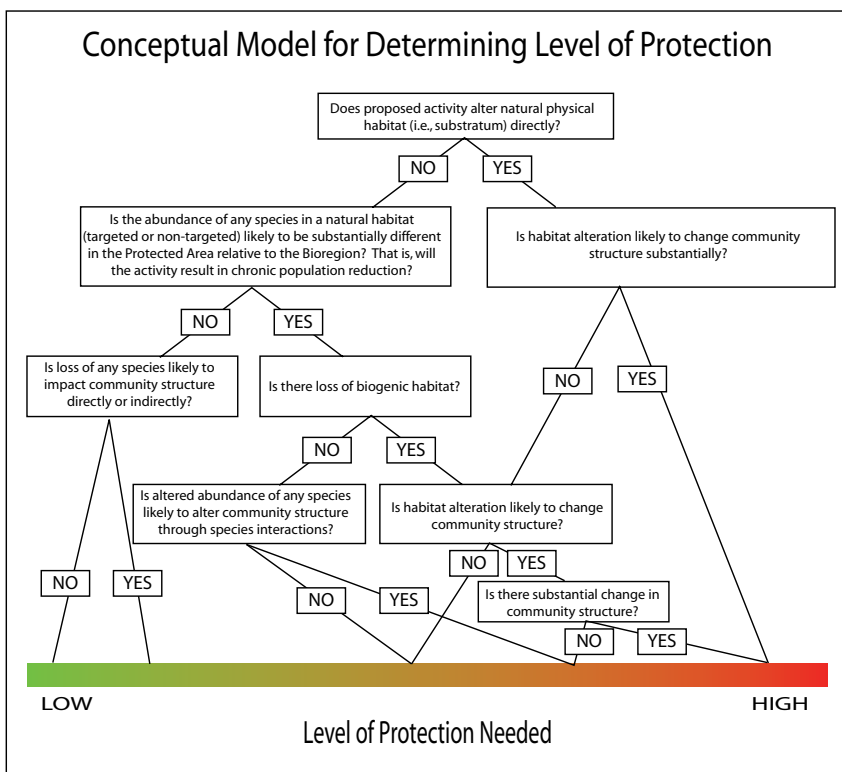 Conceptual Model for Determining Level of Protection
Does proposed activity alter natural physical
habitat (i.e., substratum) directly?
NO
YES
Is the abundance of any species in a natural habitat
(targeted or non-targeted) likely to be substantially different
in the Protected Area relative to the Bioregion? That is, will
the activity result in chronic population reduction?
Is habitat alteration likely to change community
structure substantially?
NO
YES
Is loss of any species likely to
impact community structure
directly or indirectly?
Is there loss of biogenic habitat?
NO
YES
NO
YES
Is altered abundance of any species
likely to alter community structure
through species interactions?
Is habitat alteration likely to change
community structure?
NO
YES
NO
YES
NO
YES
Is there substantial change in
community structure?
NO
YES
LOW
HIGH
Level of Protection Needed